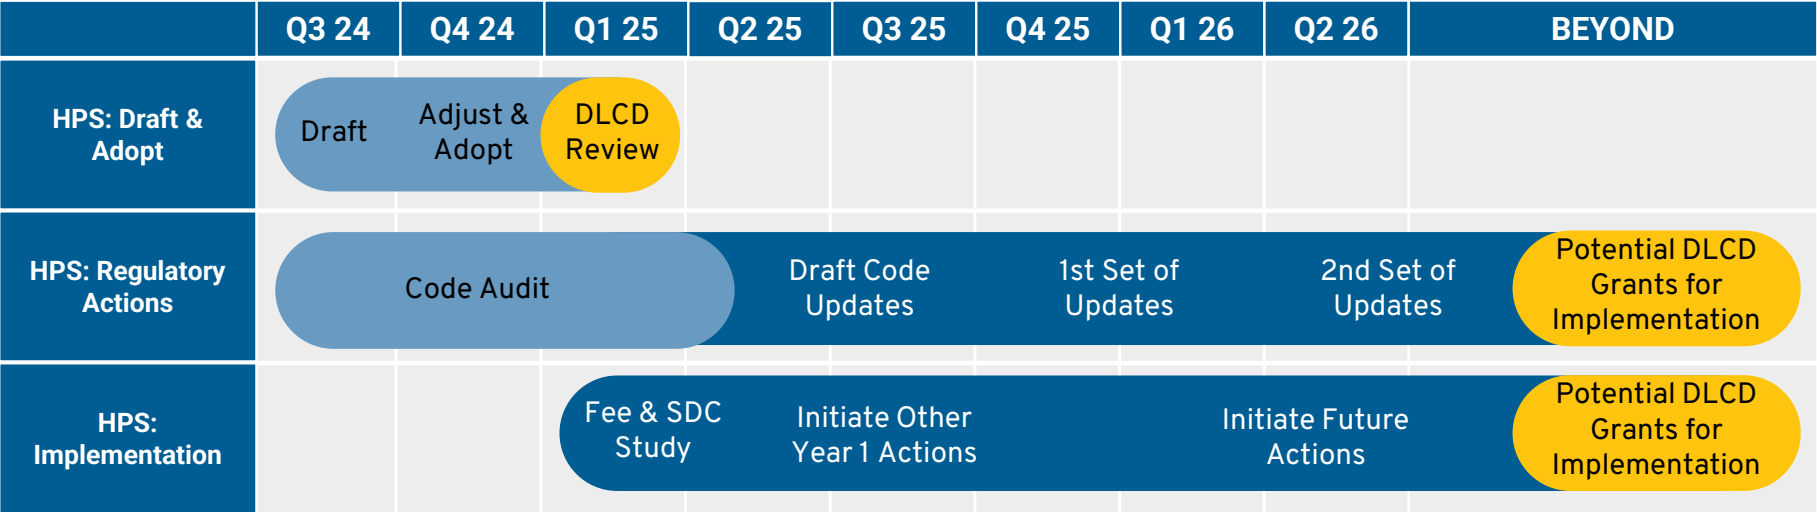 Q3 24 Q4 24 Q1 25 Q2 25 Q3 25 Q4 25 Q1 26 Q2 26 BEYOND
HPS: Draft &
Adopt
Draft
Adjust &
Adopt
DLCD
Review
HPS: Regulatory
Actions
Code Audit
Draft Code
Updates
1st Set of
Updates
2nd Set of
Updates
Potential DLCD
Grants for
Implementation
HPS:
Implementation
Fee & SDC
Study
Initiate Other
Year 1 Actions
Initiate Future
Actions
Potential DLCD
Grants for
Implementation